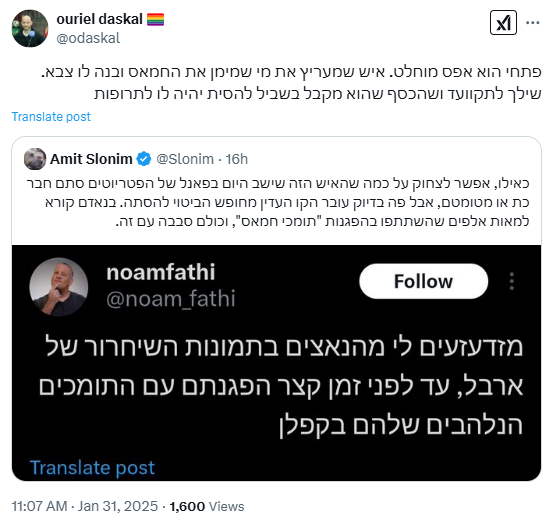 ouriel daskal
@odaskal
פתחי הוא אפס מוחלט. איש שמעריץ את מי שמימן את החמאס ובנה לו צבא.
שילך לתקוועד ושהכסף שהוא מקבל בשביל להסית יהיה לו לתרופות
Translate post
Amit Slonim @Slonim · 16h
כאילו, אפשר לצחוק על כמה שהאיש הזה שישב היום בפאנל של הפטריוטים סתם חבר
כת או מטומטם, אבל פה בדיוק עובר הקו העדין מחופש הביטוי להסתה. בנאדם קורא
למאות אלפים שהשתתפו בהפגנות "תומכי חמאס", וכולם סבבה עם זה.
noamfathi
@noam_fathi
Follow
מזדעזעים לי מהנאצים בתמונות השיחרור של
ארבל, עד לפני זמן קצר הפגנתם עם התומכים
הנלהבים שלהם בקפלן
Translate post
11:07 AM · Jan 31, 2025 · 1,600 Views